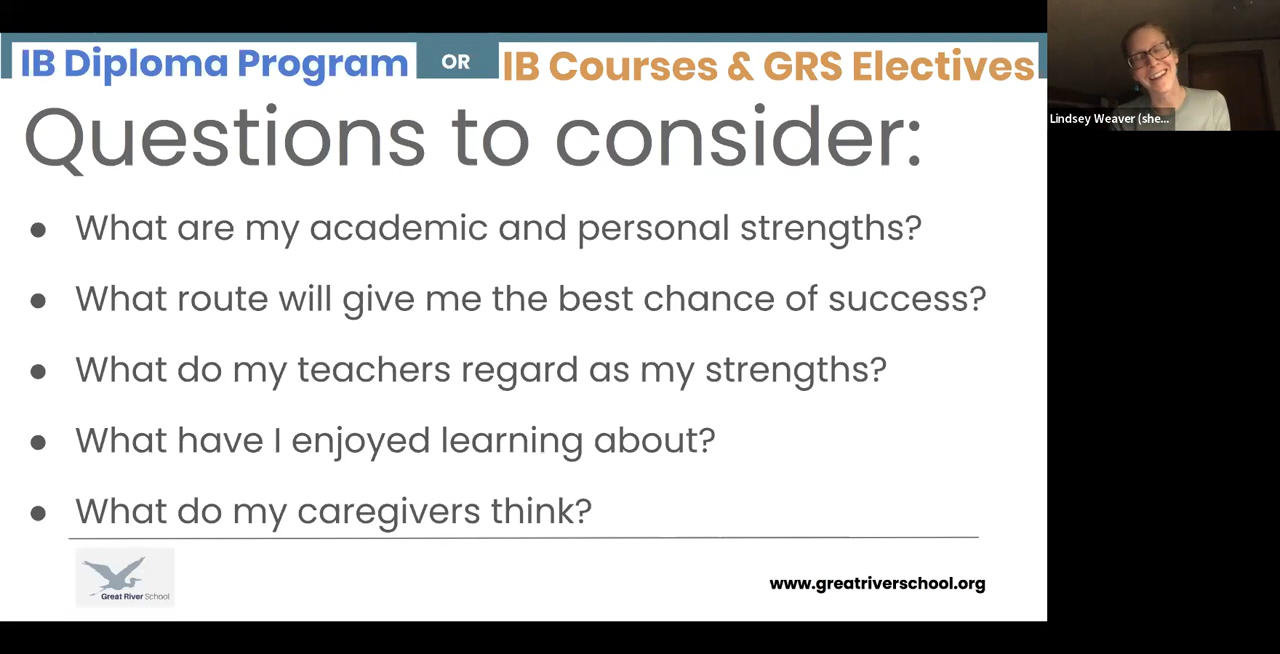 IB Diploma Program OR IB Courses & GRS Electives
Lindsey Weaver (she...
Questions to consider:
● What are my academic and personal strengths?
● What route will give me the best chance of success?
● What do my teachers regard as my strengths?
● What have I enjoyed learning about?
● What do my caregivers think?
Great River School
www.greatriverschool.org